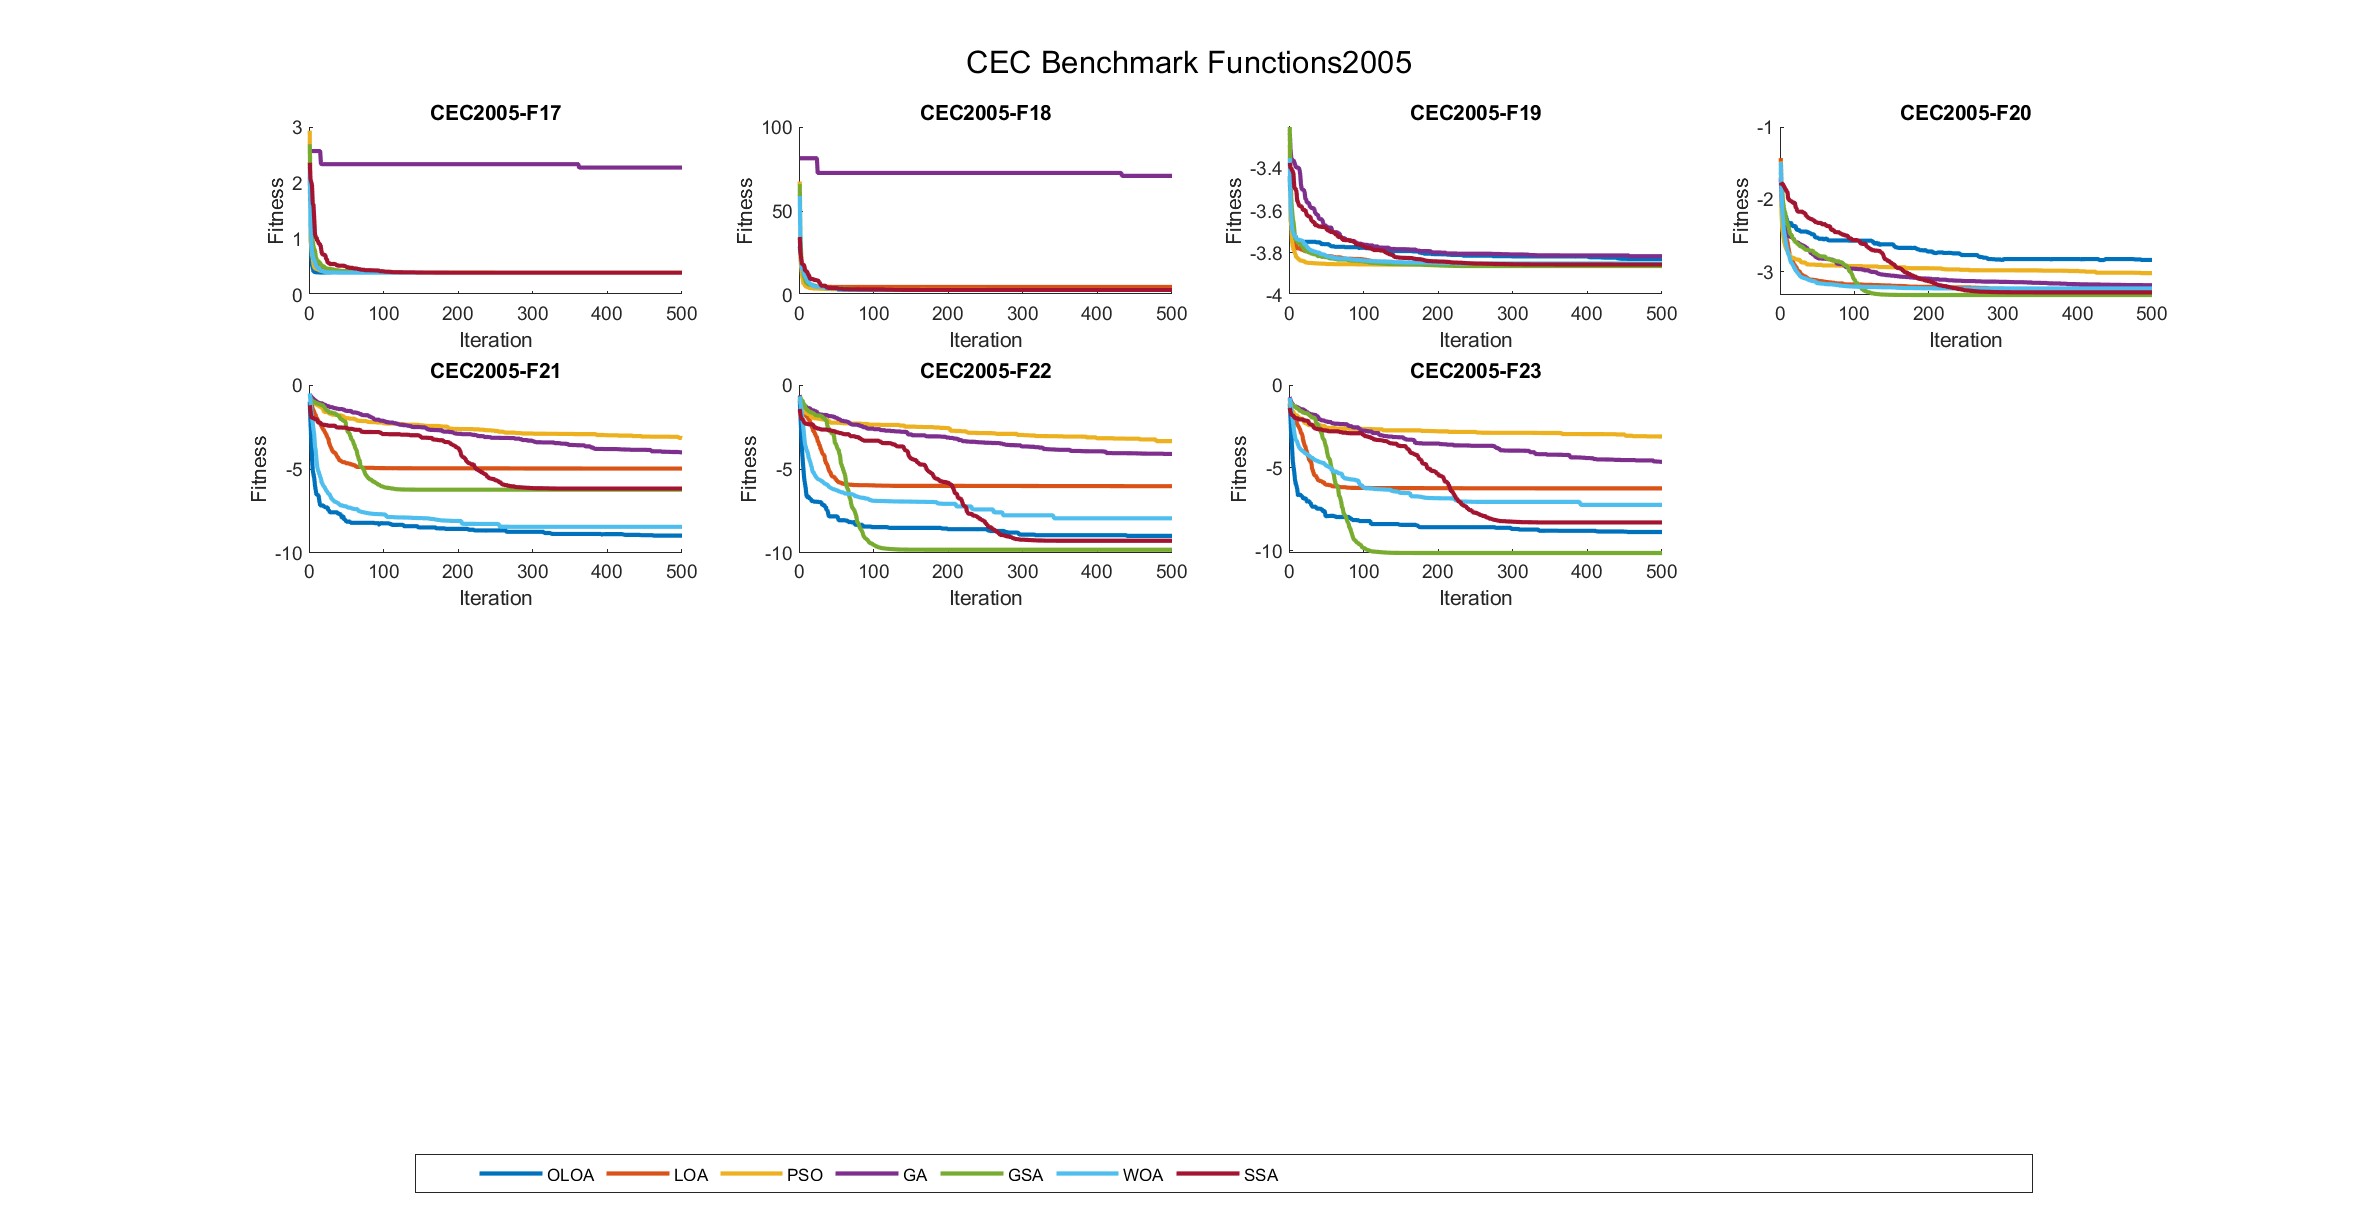 CEC Benchmark Functions2005
CEC2005-F17
3
2
1
0
Fitness
0 100 200 300 400 500
Iteration
CEC2005-F18
100
50
0
Fitness
0 100 200 300 400 500
Iteration
CEC2005-F19
-3.4
-3.6
-3.8
-4
Fitness
0 100 200 300 400 500
Iteration
CEC2005-F20
-1
-2
-3
Fitness
0 100 200 300 400 500
Iteration
CEC2005-F21
0
-5
-10
Fitness
0 100 200 300 400 500
Iteration
CEC2005-F22
0
-5
-10
Fitness
0 100 200 300 400 500
Iteration
CEC2005-F23
0
-5
-10
Fitness
0 100 200 300 400 500
Iteration
OLOA LOA PSO GA GSA WOA SSA